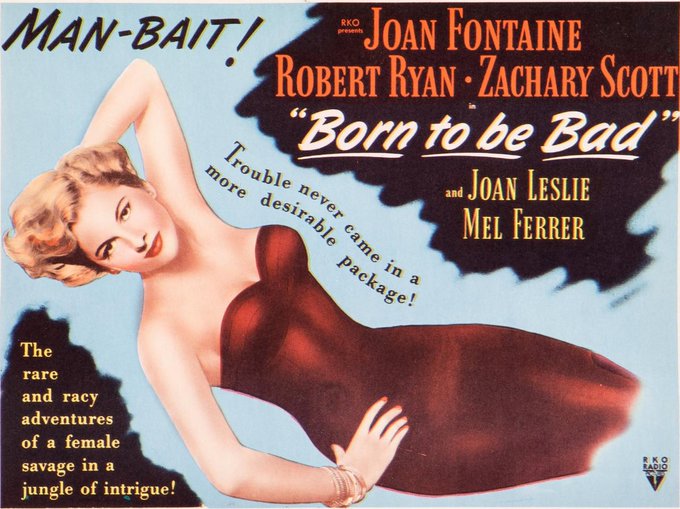 MAN-BAIT!
RKO
presents
JOAN FONTAINE
ROBERT RYAN · ZACHARY SCOTT
in
"Born to be Bad"
and JOAN LESLIE
MEL FERRER
Trouble never came in a
more desirable package!
The
rare
and racy
adventures
of a female
savage in a
jungle of intrigue!
RKO
RADIO